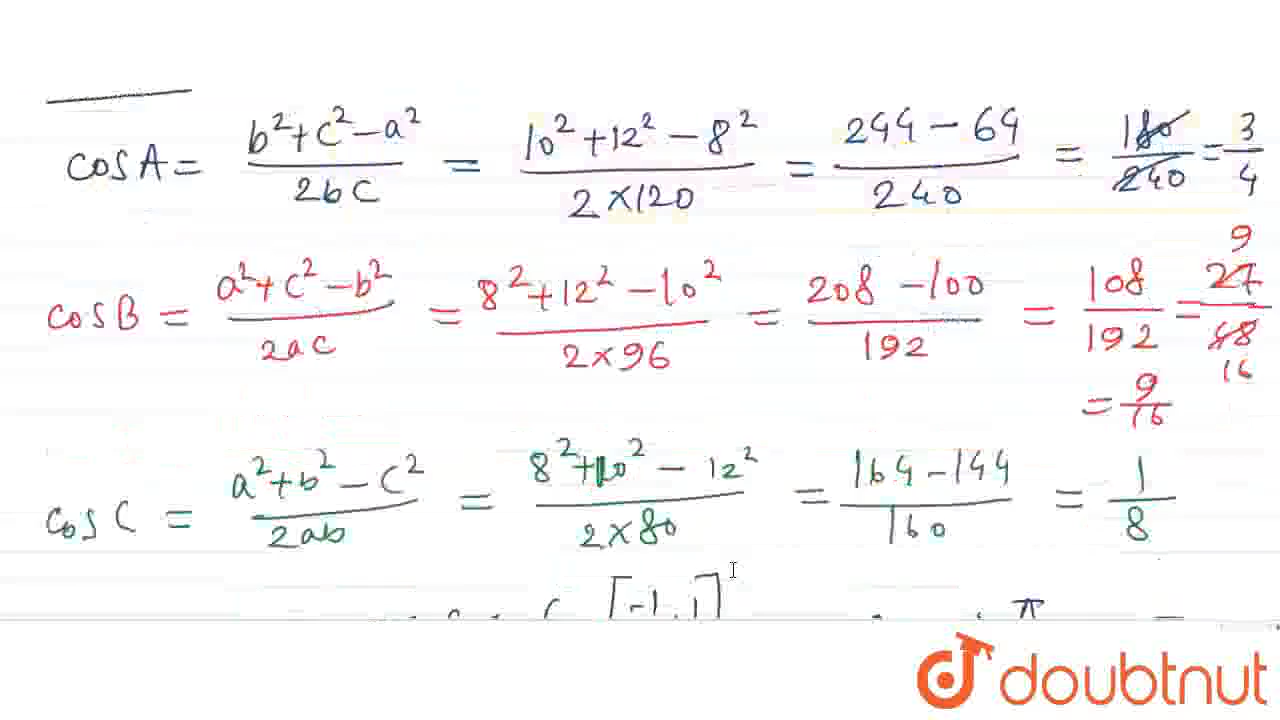 cos A = b²+c²-a² / 2bc = 10²+12²-8² / 2×120 = 244-64 / 240 = 180 / 240 = 3 / 4
cos B = a²+c²-b² / 2ac = 8²+12²-10² / 2×96 = 208-100 / 192 = 108 / 192 = 27 / 48
9
16
= 9/16
cos C = a²+b²-c² / 2ab = 8²+10²-12² / 2×80 = 164-144 / 160 = 1 / 8
[-1, 1]
π
doubtnut